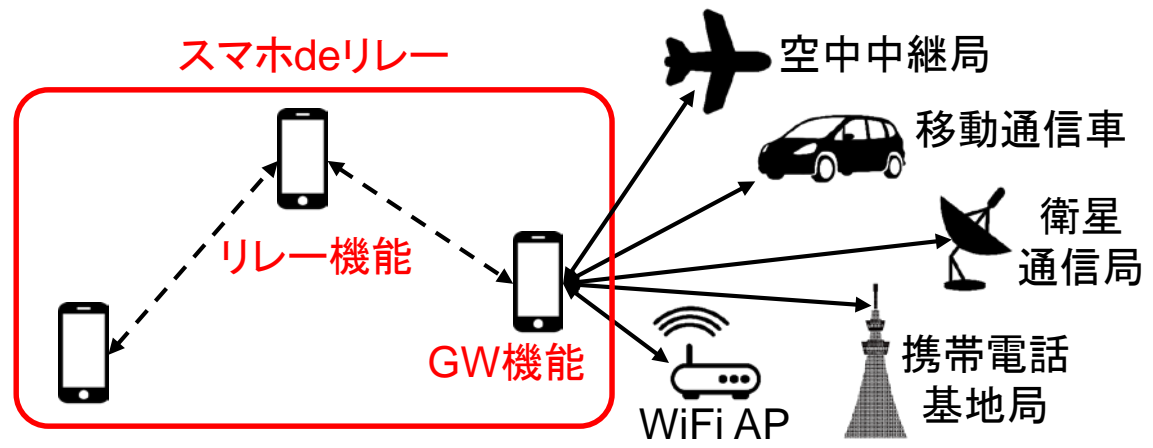 スマホdeリレー
空中中継局
移動通信車
リレー機能
衛星
通信局
GW機能
携帯電話
基地局
WiFi AP